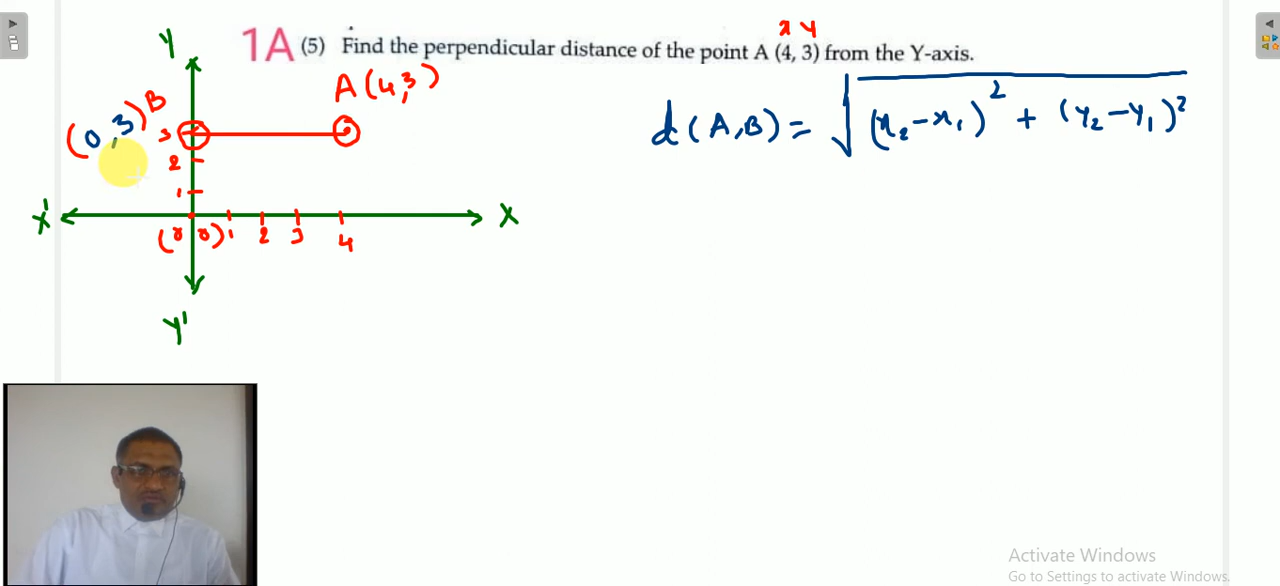 1A (5) Find the perpendicular distance of the point A (4, 3) from the Y-axis.
x y
Y
A (4,3)
(0,3) B
d(A,B) = √(x₂-x₁)² + (y₂-y₁)²
3
2
1
X'
X
(0 0) 1 2 3 4
Y'
Activate Windows
Go to Settings to activate Windows.